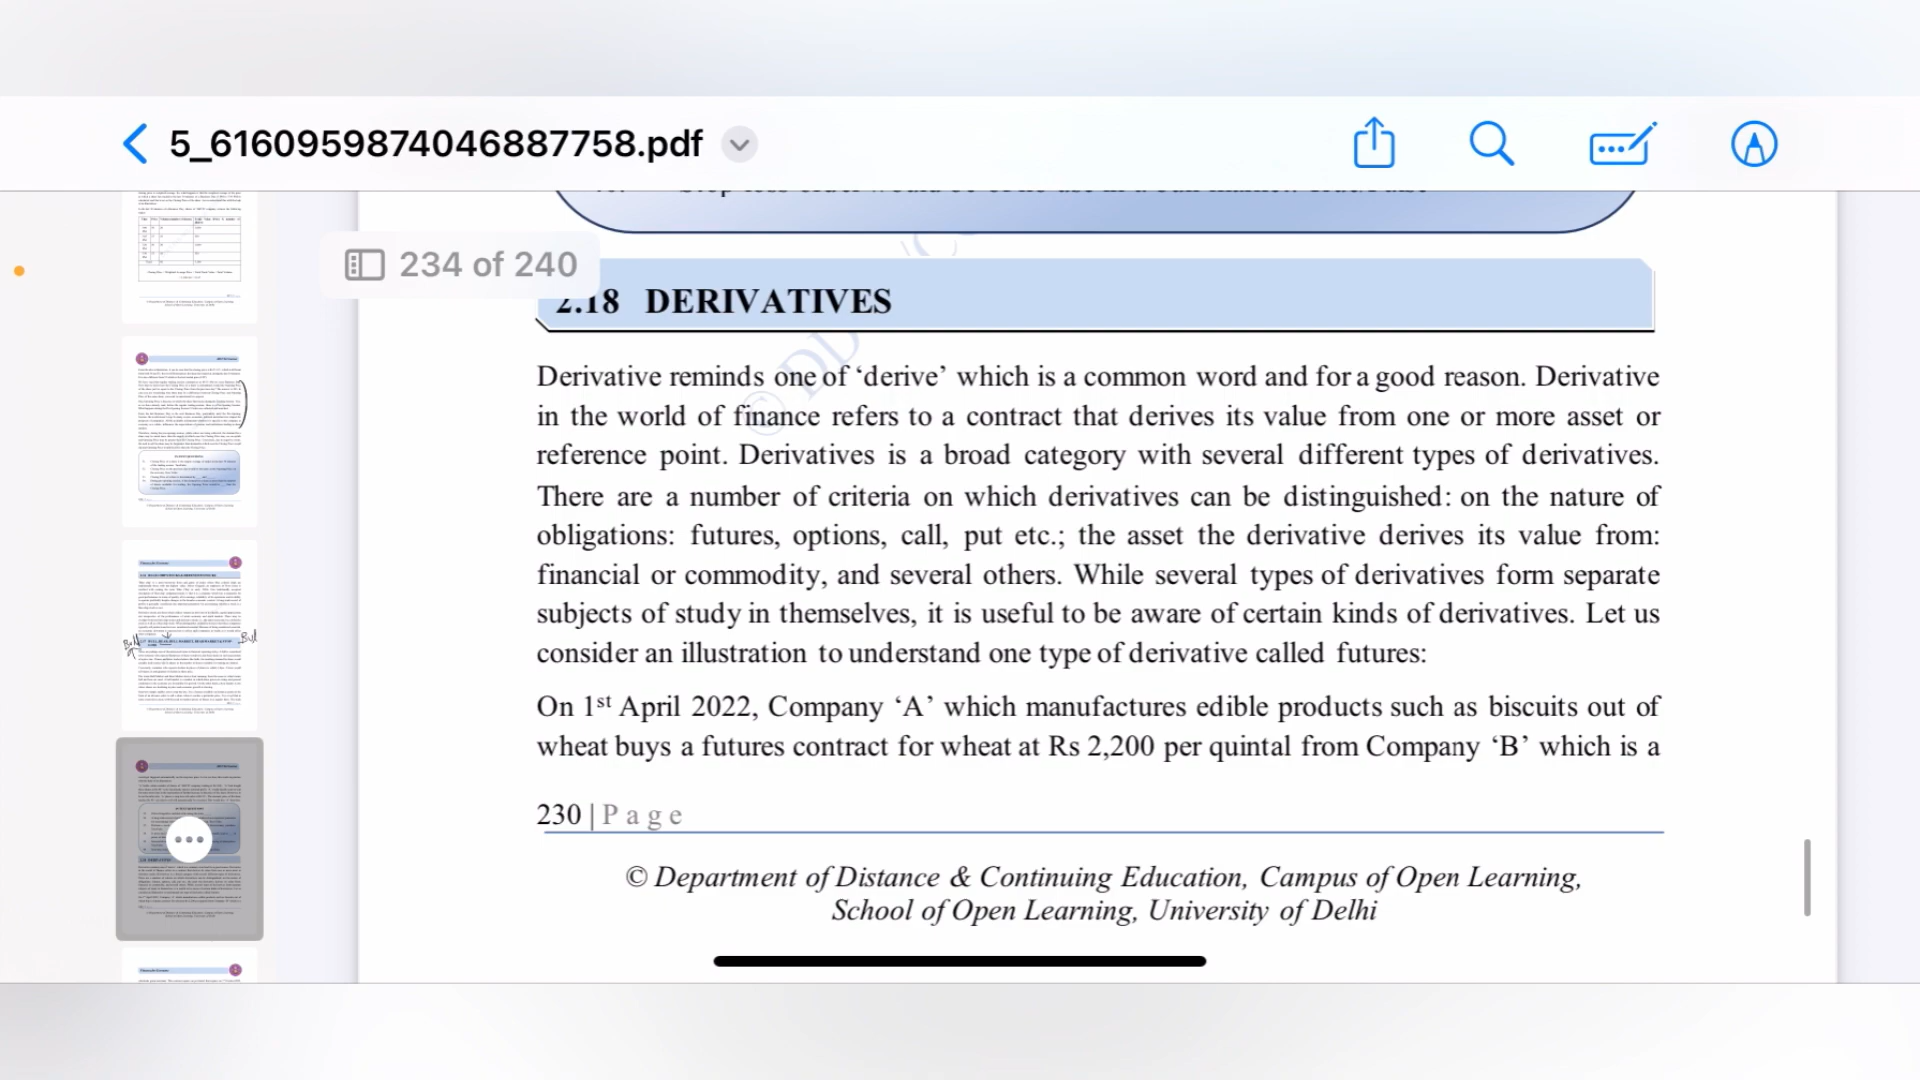 5_6160959874046887758.pdf
234 of 240
2.18 DERIVATIVES
Derivative reminds one of ‘derive’ which is a common word and for a good reason. Derivative
in the world of finance refers to a contract that derives its value from one or more asset or
reference point. Derivatives is a broad category with several different types of derivatives.
There are a number of criteria on which derivatives can be distinguished: on the nature of
obligations: futures, options, call, put etc.; the asset the derivative derives its value from:
financial or commodity, and several others. While several types of derivatives form separate
subjects of study in themselves, it is useful to be aware of certain kinds of derivatives. Let us
consider an illustration to understand one type of derivative called futures:
On 1st April 2022, Company ‘A’ which manufactures edible products such as biscuits out of
wheat buys a futures contract for wheat at Rs 2,200 per quintal from Company ‘B’ which is a
230 | Page
© Department of Distance & Continuing Education, Campus of Open Learning,
School of Open Learning, University of Delhi